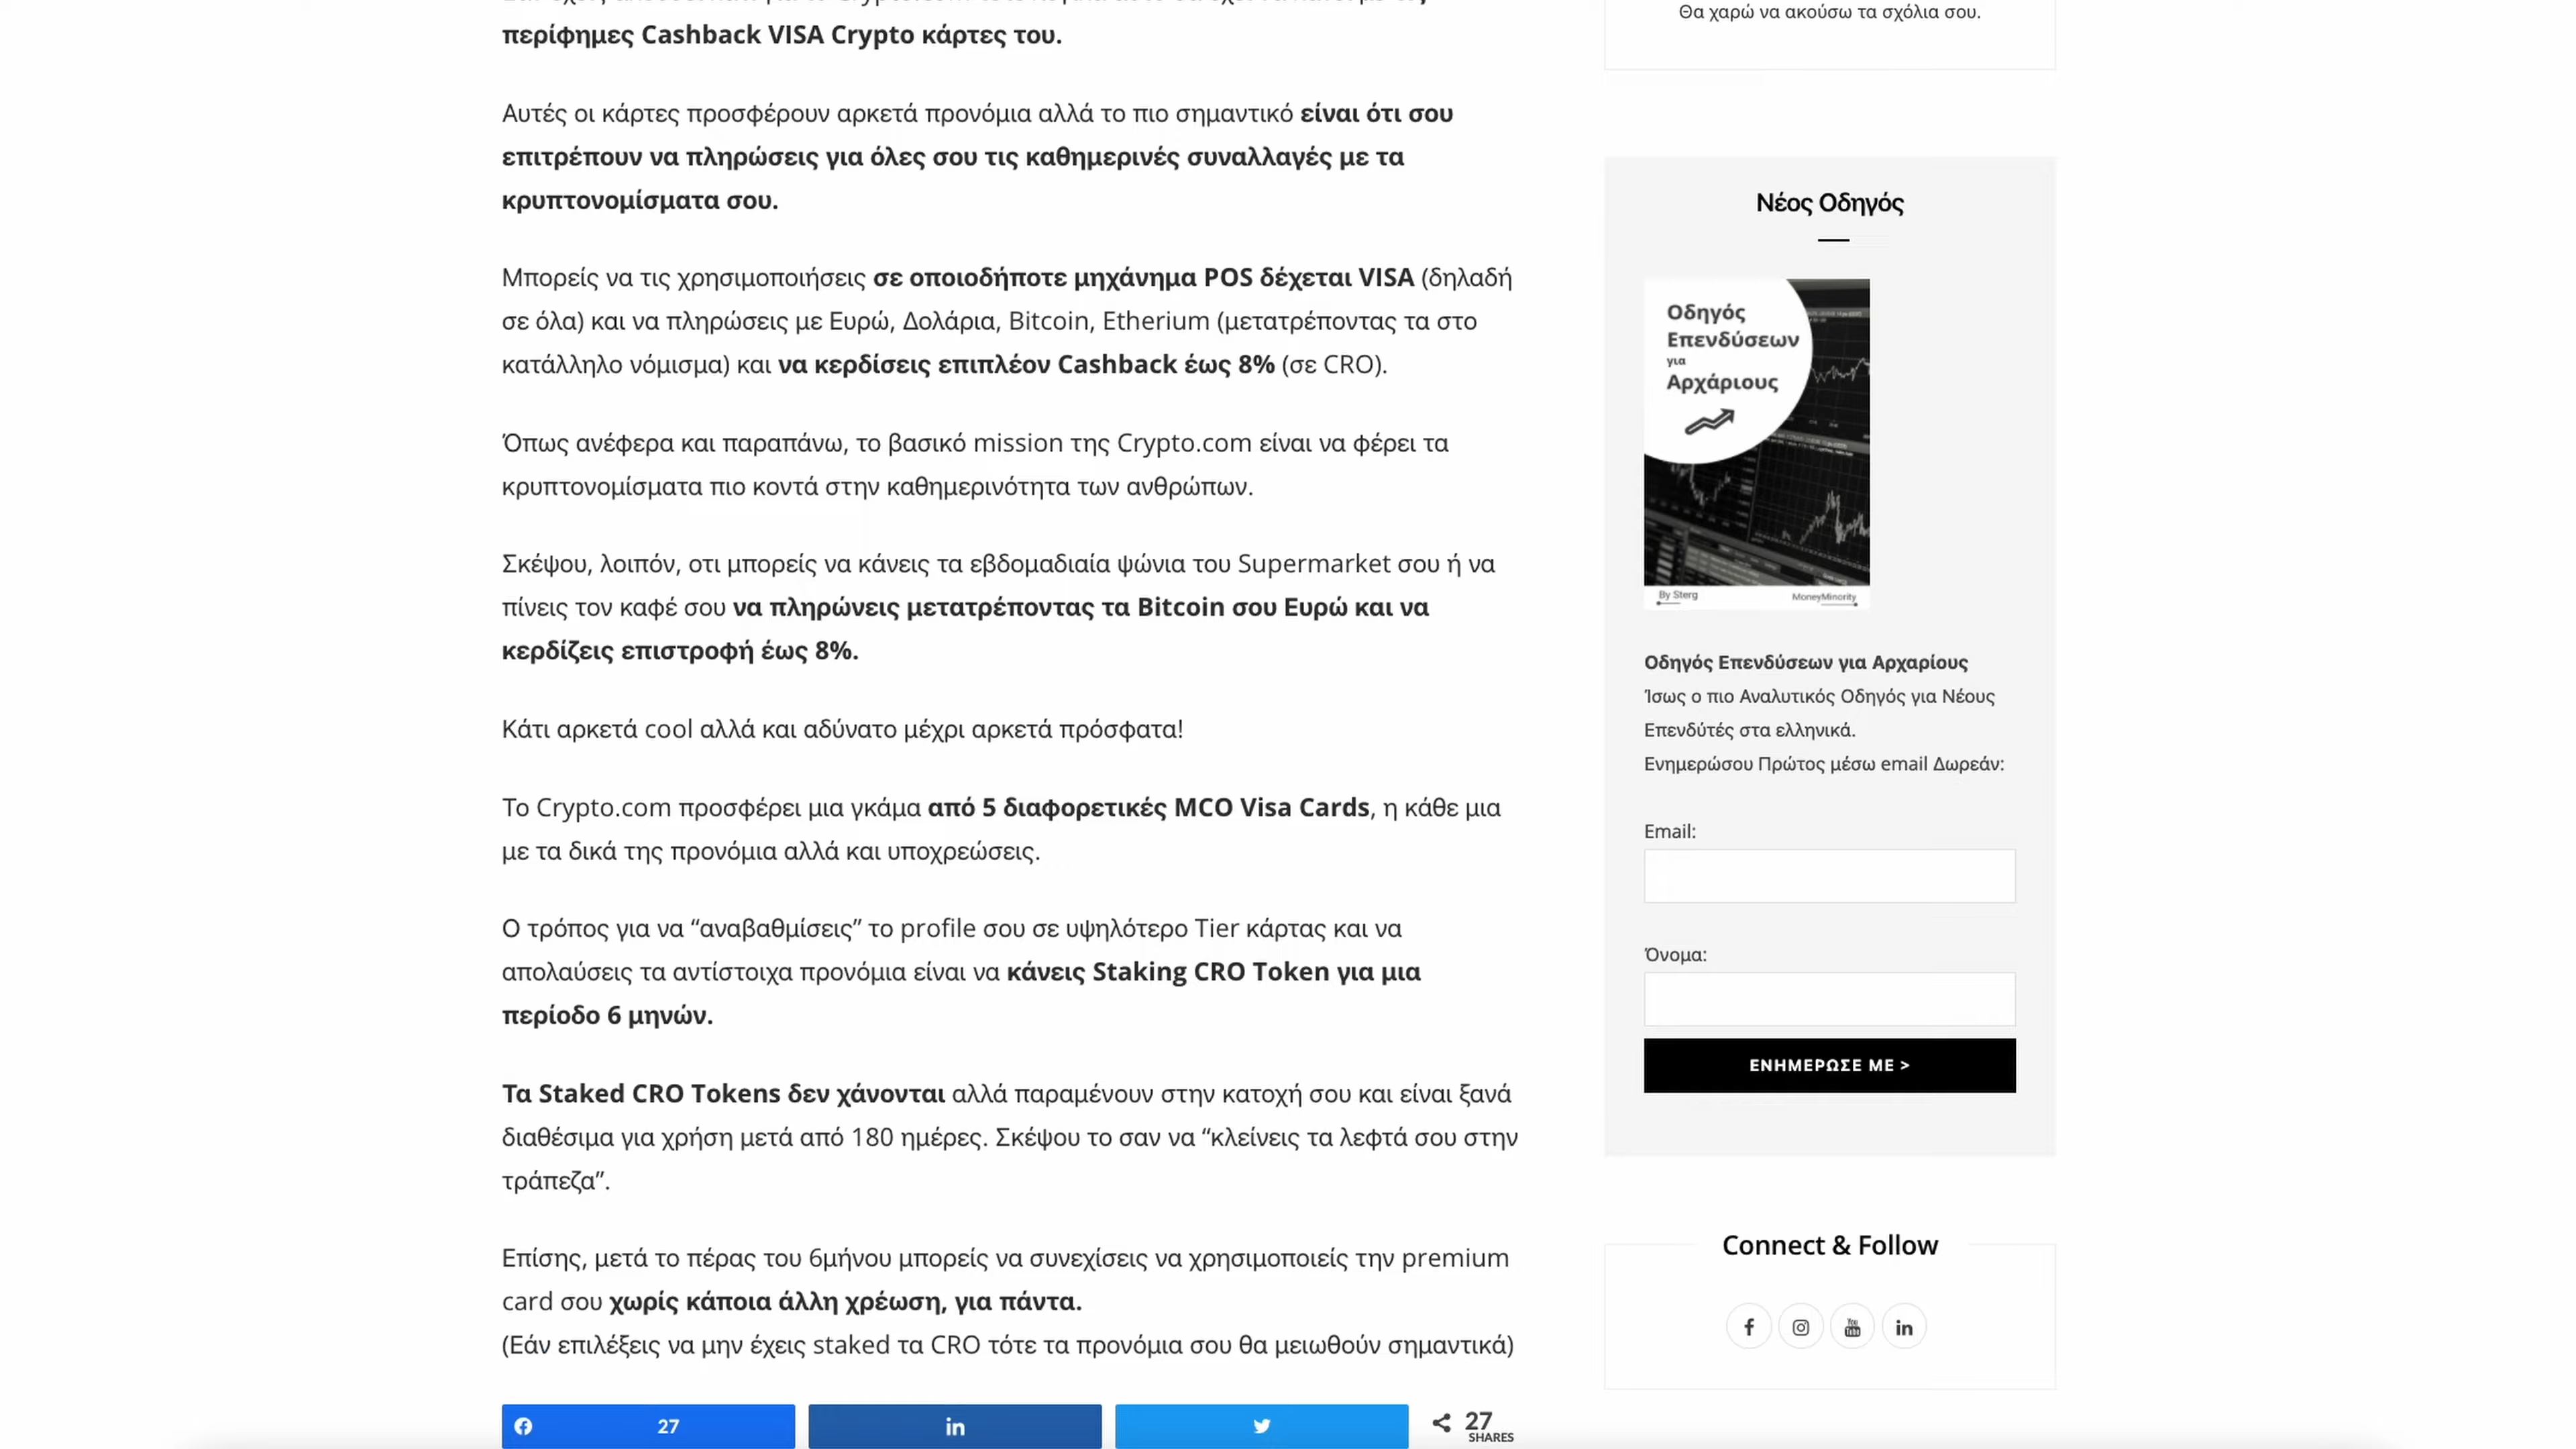 περίφημες Cashback VISA Crypto κάρτες του.
Αυτές οι κάρτες προσφέρουν αρκετά προνόμια αλλά το πιο σημαντικό είναι ότι σου
επιτρέπουν να πληρώσεις για όλες σου τις καθημερινές συναλλαγές με τα
κρυπτονομίσματα σου.
Μπορείς να τις χρησιμοποιήσεις σε οποιοδήποτε μηχάνημα POS δέχεται VISA (δηλαδή
σε όλα) και να πληρώσεις με Ευρώ, Δολάρια, Bitcoin, Etherium (μετατρέποντας τα στο
κατάλληλο νόμισμα) και να κερδίσεις επιπλέον Cashback έως 8% (σε CRO).
Όπως ανέφερα και παραπάνω, το βασικό mission της Crypto.com είναι να φέρει τα
κρυπτονομίσματα πιο κοντά στην καθημερινότητα των ανθρώπων.
Σκέψου, λοιπόν, οτι μπορείς να κάνεις τα εβδομαδιαία ψώνια του Supermarket σου ή να
πίνεις τον καφέ σου να πληρώνεις μετατρέποντας τα Bitcoin σου Ευρώ και να
κερδίζεις επιστροφή έως 8%.
Κάτι αρκετά cool αλλά και αδύνατο μέχρι αρκετά πρόσφατα!
Το Crypto.com προσφέρει μια γκάμα από 5 διαφορετικές MCO Visa Cards, η κάθε μια
με τα δικά της προνόμια αλλά και υποχρεώσεις.
Ο τρόπος για να “αναβαθμίσεις” το profile σου σε υψηλότερο Tier κάρτας και να
απολαύσεις τα αντίστοιχα προνόμια είναι να κάνεις Staking CRO Token για μια
περίοδο 6 μηνών.
Τα Staked CRO Tokens δεν χάνονται αλλά παραμένουν στην κατοχή σου και είναι ξανά
διαθέσιμα για χρήση μετά από 180 ημέρες. Σκέψου το σαν να “κλείνεις τα λεφτά σου στην
τράπεζα”.
Επίσης, μετά το πέρας του 6μήνου μπορείς να συνεχίσεις να χρησιμοποιείς την premium
card σου χωρίς κάποια άλλη χρέωση, για πάντα.
(Εάν επιλέξεις να μην έχεις staked τα CRO τότε τα προνόμια σου θα μειωθούν σημαντικά)
27
27
SHARES
Θα χαρώ να ακούσω τα σχόλια σου.
Νέος Οδηγός
Οδηγός
Επενδύσεων
για
Αρχάριους
By Sterg
MoneyMinority
Οδηγός Επενδύσεων για Αρχαρίους
Ίσως ο πιο Αναλυτικός Οδηγός για Νέους
Επενδύτές στα ελληνικά.
Ενημερώσου Πρώτος μέσω email Δωρεάν:
Email:
Όνομα:
ΕΝΗΜΕΡΩΣΕ ΜΕ >
Connect & Follow